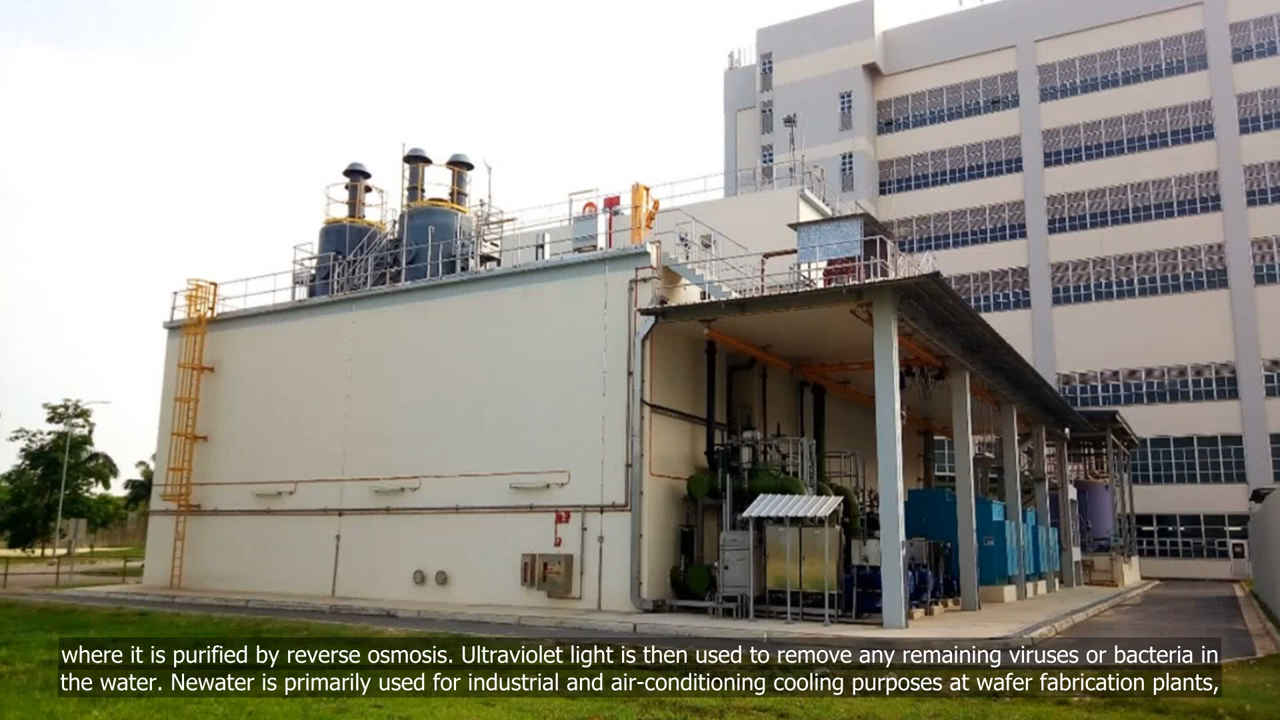 where it is purified by reverse osmosis. Ultraviolet light is then used to remove any remaining viruses or bacteria in
the water. Newater is primarily used for industrial and air-conditioning cooling purposes at wafer fabrication plants,